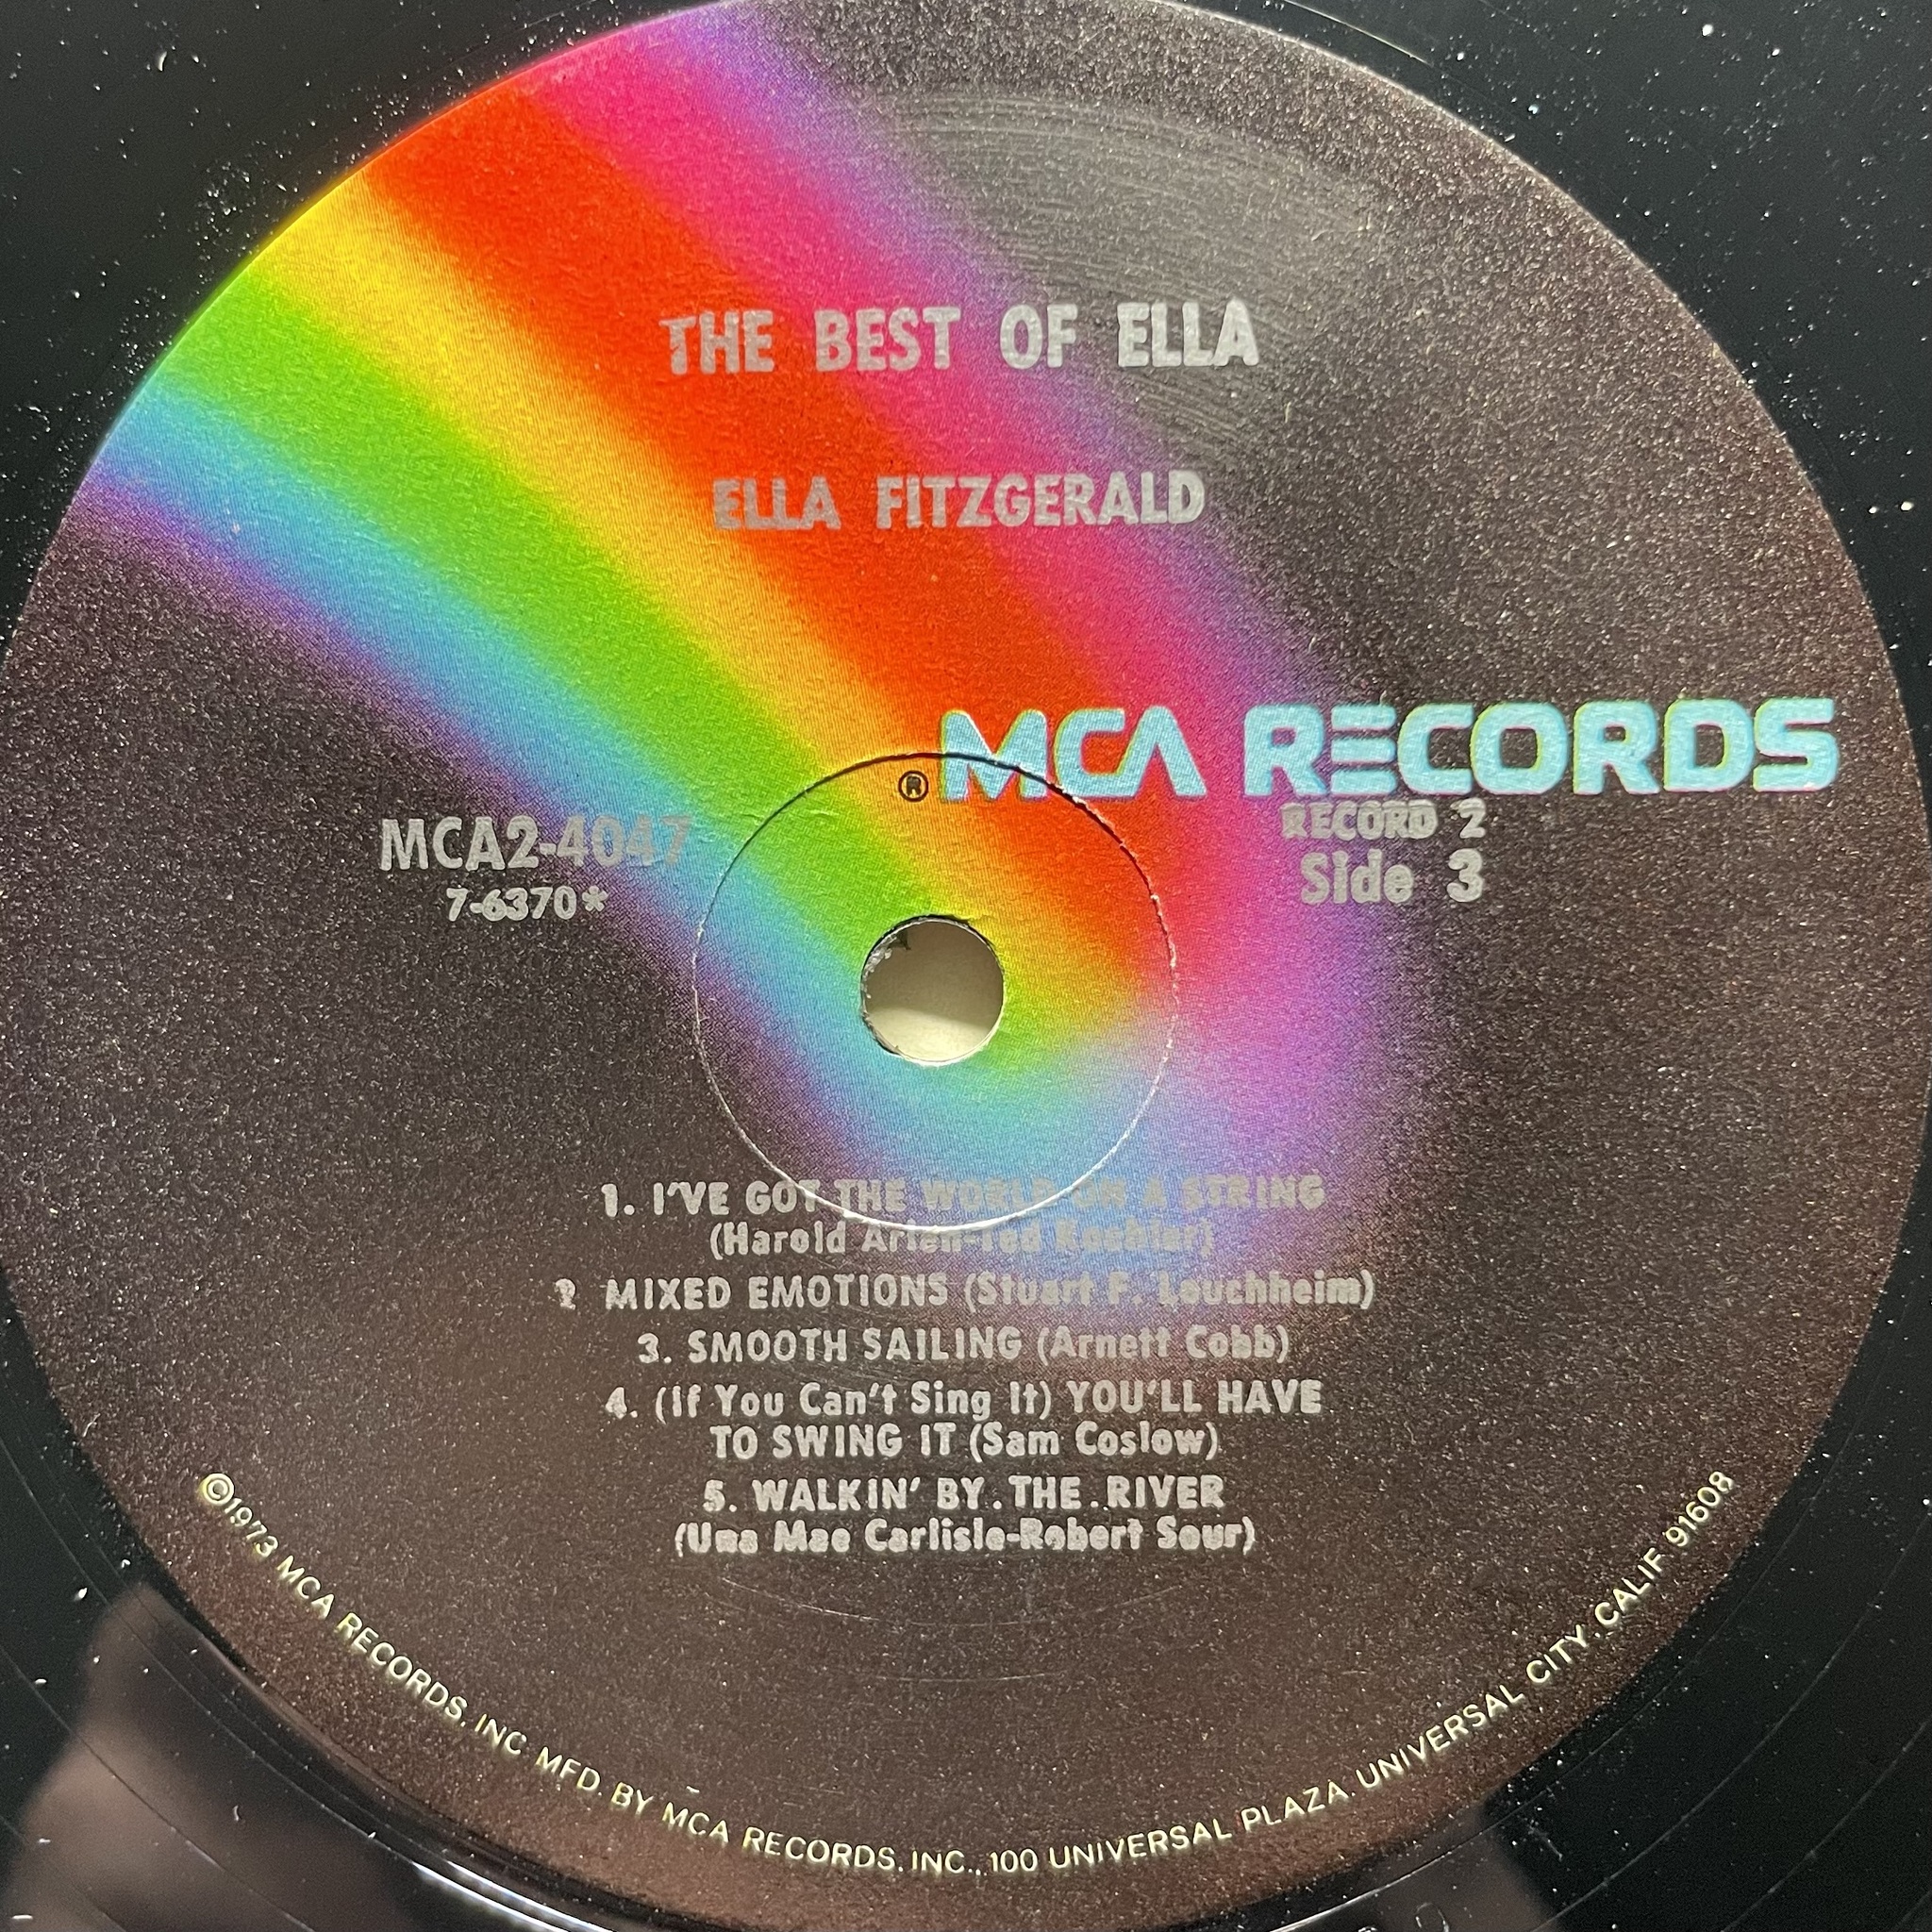 THE BEST OF ELLA
ELLA FITZGERALD
® MCA RECORDS
MCA2-4047
7-6370*
RECORD 2
Side 3
1. I'VE GOT THE WORLD ON A STRING
(Harold Arlen-Ted Koehler)
2 MIXED EMOTIONS (Stuart F. Louchheim)
3. SMOOTH SAILING (Arnett Cobb)
4. (If You Can't Sing It) YOU'LL HAVE
TO SWING IT (Sam Coslow)
5. WALKIN' BY.THE.RIVER
(Una Mae Carlisle-Robert Sour)
©1973 MCA RECORDS, INC MFD. BY MCA RECORDS, INC., 100 UNIVERSAL PLAZA. UNIVERSAL CITY. CALIF 91608